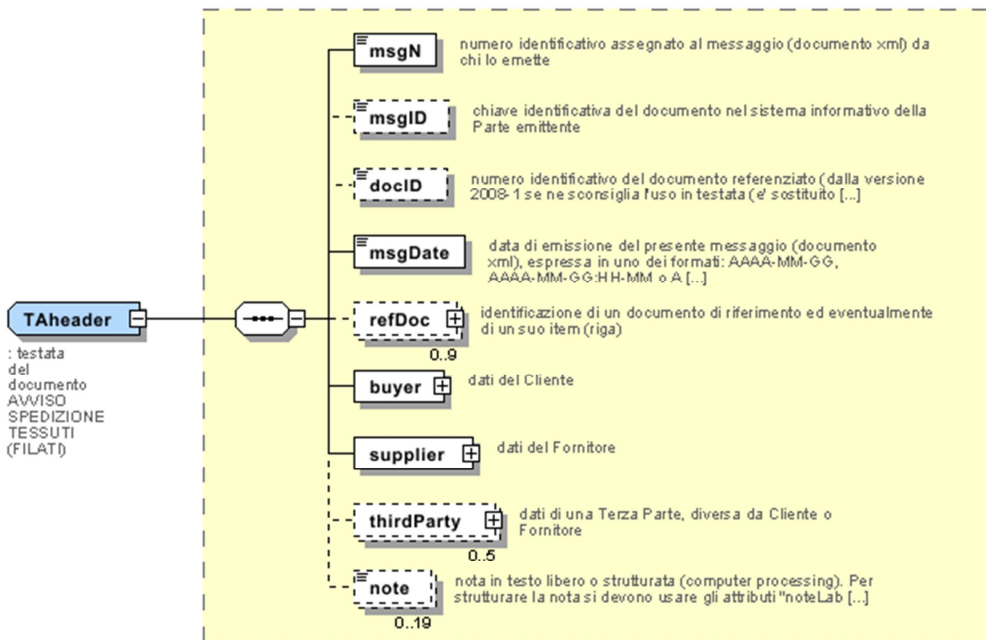 msgN
numero identificativo assegnato al messaggio (documento xml) da
chi lo emette
msgID
chiave identificativa del documento nel sistema informativo della
Parte emittente
docID
numero identificativo del documento referenziato (dalla versione
2008-1 se ne sconsiglia l'uso in testata (e' sostituito [...]
msgDate
data di emissione del presente messaggio (documento
xml), espressa in uno dei formati: AAAA-MM-GG,
AAAA-MM-GG:HH-MM o A [...]
TAheader
: testata
del
documento
AVVISO
SPEDIZIONE
TESSUTI
(FILATI)
refDoc
identificazione di un documento di riferimento ed eventualmente
di un suo item (riga)
0..9
buyer
dati del Cliente
supplier
dati del Fornitore
thirdParty
dati di una Terza Parte, diversa da Cliente o
Fornitore
0..5
note
nota in testo libero o strutturata (computer processing). Per
strutturare la nota si devono usare gli attributi "noteLab [...]
0..19